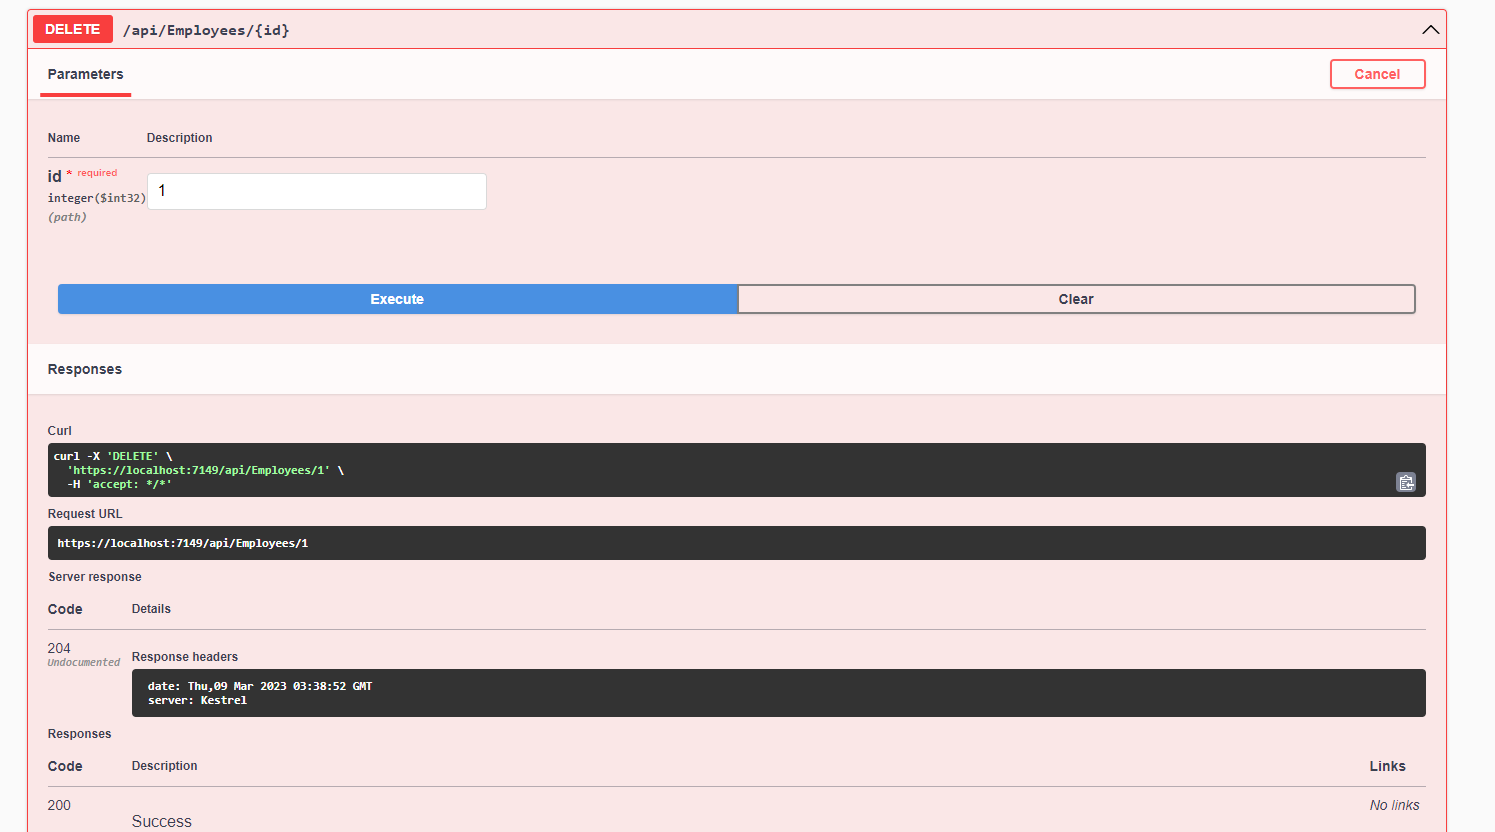 DELETE /api/Employees/{id}
Parameters Cancel
Name Description
id * required
integer($int32)
(path)
1
Execute Clear
Responses
Curl
curl -X 'DELETE' \
'https://localhost:7149/api/Employees/1' \
-H 'accept: */*'
Request URL
https://localhost:7149/api/Employees/1
Server response
Code Details
204
Undocumented
Response headers
date: Thu,09 Mar 2023 03:38:52 GMT
server: Kestrel
Responses
Code Description Links
200 No links
Success